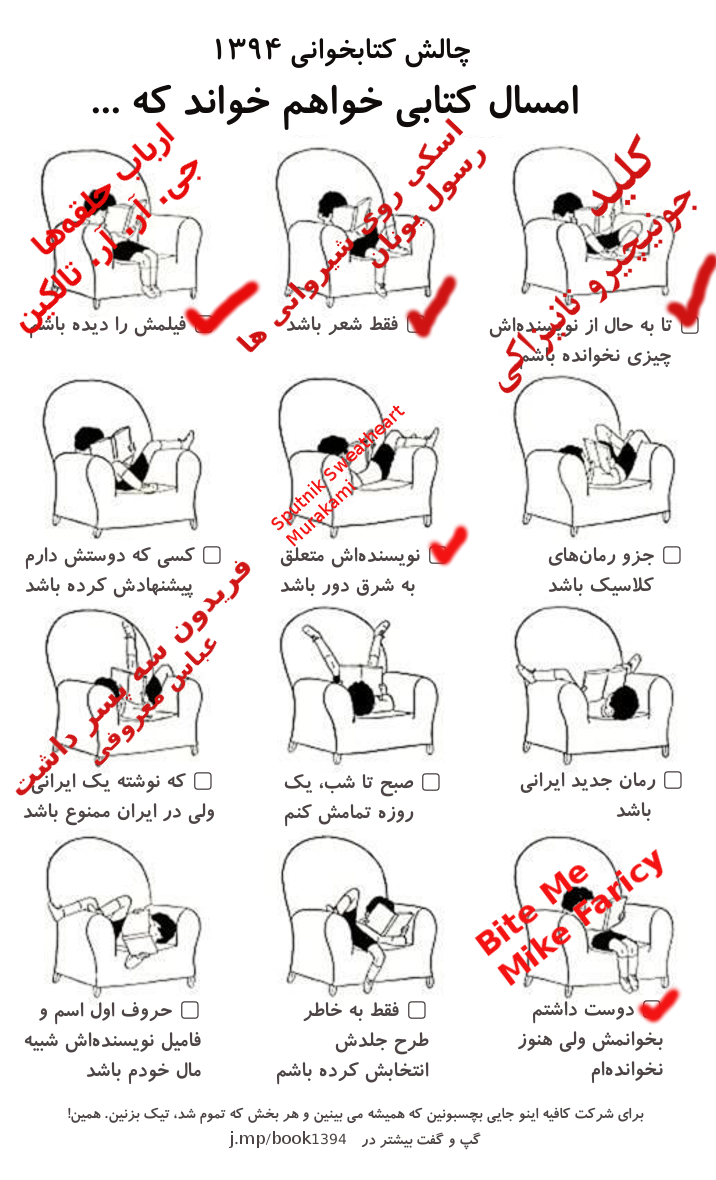 چالش کتابخوانی ۱۳۹۴
امسال کتابی خواهم خواند که ...
کلید
جونیچیرو تانیزاکی
تا به حال از نویسنده‌اش
چیزی نخوانده باشم
اسکی روی شیروانی ها
رسول یونان
فقط شعر باشد
ارباب حلقه‌ها
جی. آر. آر. تالکین
فیلمش را دیده باشم
جزو رمان‌های
کلاسیک باشد
Sputnik Sweatheart
Murakami
نویسنده‌اش متعلق
به شرق دور باشد
کسی که دوستش دارم
پیشنهادش کرده باشد
رمان جدید ایرانی
باشد
صبح تا شب، یک
روزه تمامش کنم
فریدون سه پسر داشت
عباس معروفی
که نوشته یک ایرانی
ولی در ایران ممنوع باشد
Bite Me
Mike Faricy
دوست داشتم
بخوانمش ولی هنوز
نخوانده‌ام
فقط به خاطر
طرح جلدش
انتخابش کرده باشم
حروف اول اسم و
فامیل نویسنده‌اش شبیه
مال خودم باشد
برای شرکت کافیه اینو جایی بچسبونین که همیشه می بینین و هر بخش که تموم شد، تیک بزنین. همین!
گپ و گفت بیشتر در j.mp/book1394